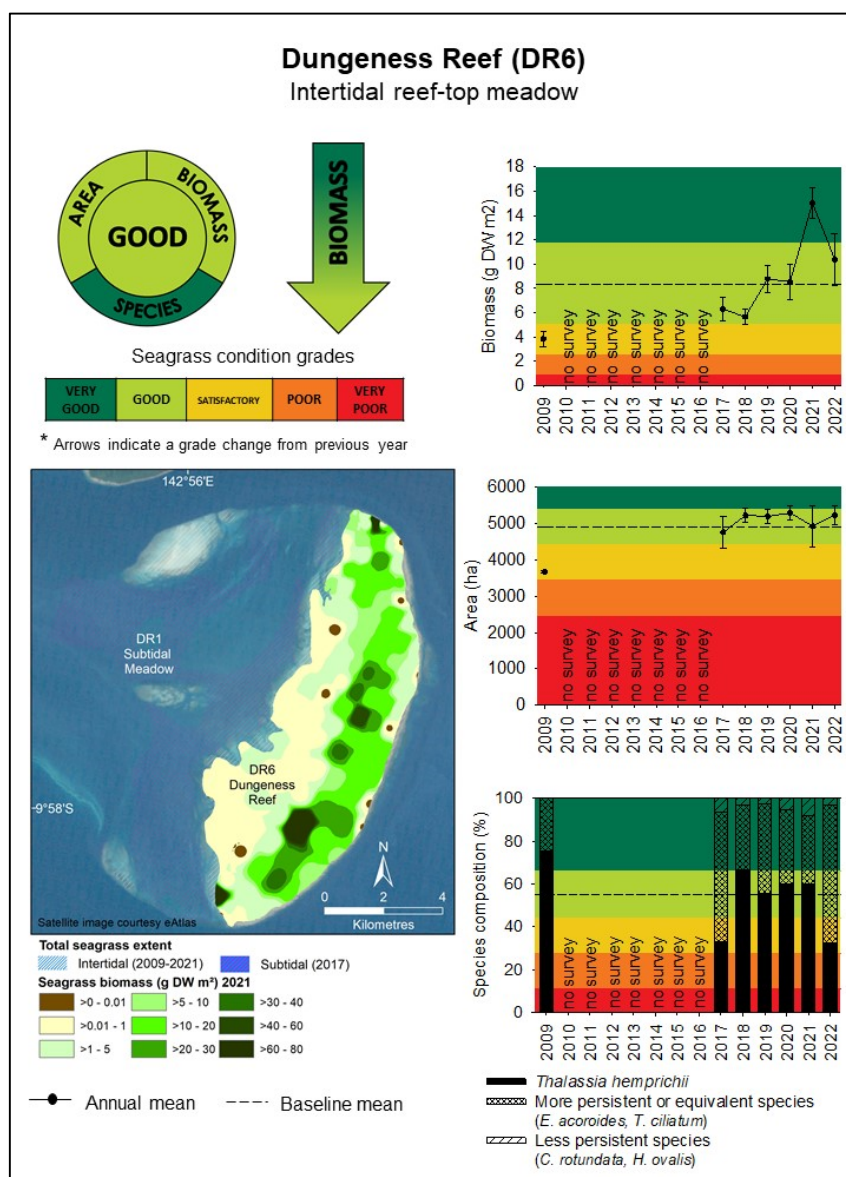 Dungeness Reef (DR6)
Intertidal reef-top meadow
AREA
BIOMASS
GOOD
SPECIES
BIOMASS
Seagrass condition grades
VERY GOOD
GOOD
SATISFACTORY
POOR
VERY POOR
* Arrows indicate a grade change from previous year
Biomass (g DW m2)
18
16
14
12
10
8
6
4
2
0
no survey
no survey
no survey
no survey
no survey
no survey
no survey
2009
2010
2011
2012
2013
2014
2015
2016
2017
2018
2019
2020
2021
2022
142°56'E
DR1
Subtidal
Meadow
DR6
Dungeness
Reef
9°58'S
N
0 2 4
Kilometres
Satellite image courtesy eAtlas
Total seagrass extent
Intertidal (2009-2021)
Subtidal (2017)
Seagrass biomass (g DW m²) 2021
>0 - 0.01
>5 - 10
>30 - 40
>0.01 - 1
>10 - 20
>40 - 60
>1 - 5
>20 - 30
>60 - 80
Annual mean
Baseline mean
Area (ha)
6000
5000
4000
3000
2000
1000
0
no survey
no survey
no survey
no survey
no survey
no survey
no survey
2009
2010
2011
2012
2013
2014
2015
2016
2017
2018
2019
2020
2021
2022
Species composition (%)
100
80
60
40
20
0
no survey
no survey
no survey
no survey
no survey
no survey
no survey
2009
2010
2011
2012
2013
2014
2015
2016
2017
2018
2019
2020
2021
2022
Thalassia hemprichii
More persistent or equivalent species
(E. acoroides, T. ciliatum)
Less persistent species
(C. rotundata, H. ovalis)